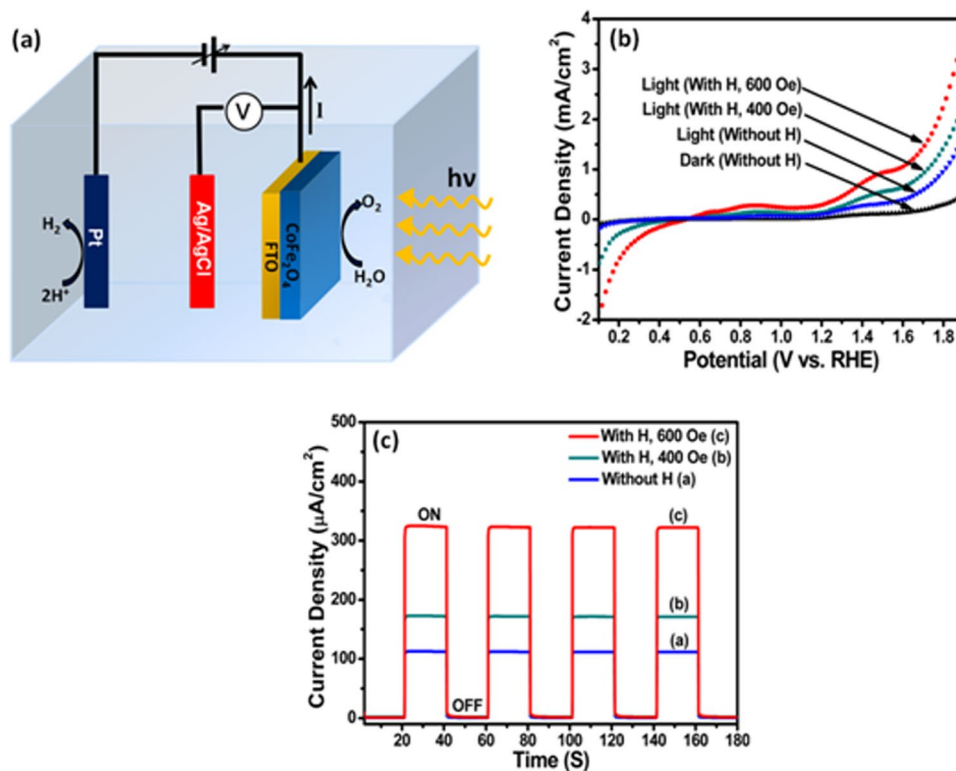 (a)
V
I
hν
H₂
2H⁺
Pt
Ag/AgCl
FTO
CoFe₂O₄
O₂
H₂O
(b)
Current Density (mA/cm²)
4
3
2
1
0
-1
-2
Light (With H, 600 Oe)
Light (With H, 400 Oe)
Light (Without H)
Dark (Without H)
0.2 0.4 0.6 0.8 1.0 1.2 1.4 1.6 1.8
Potential (V vs. RHE)
(c)
Current Density (µA/cm²)
500
400
300
200
100
0
With H, 600 Oe (c)
With H, 400 Oe (b)
Without H (a)
ON
(c)
(b)
(a)
OFF
20 40 60 80 100 120 140 160 180
Time (S)